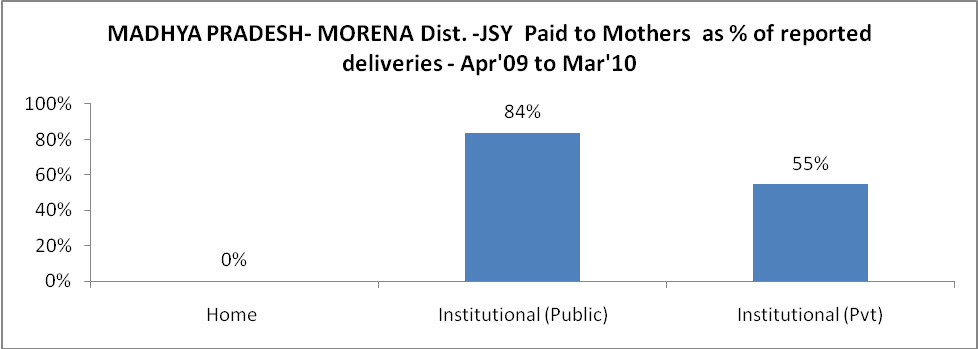 MADHYA PRADESH- MORENA Dist. -JSY  Paid to Mothers  as % of reported
deliveries - Apr'09 to Mar'10
100%
80%
60%
40%
20%
0%
0%
84%
55%
Home
Institutional (Public)
Institutional (Pvt)